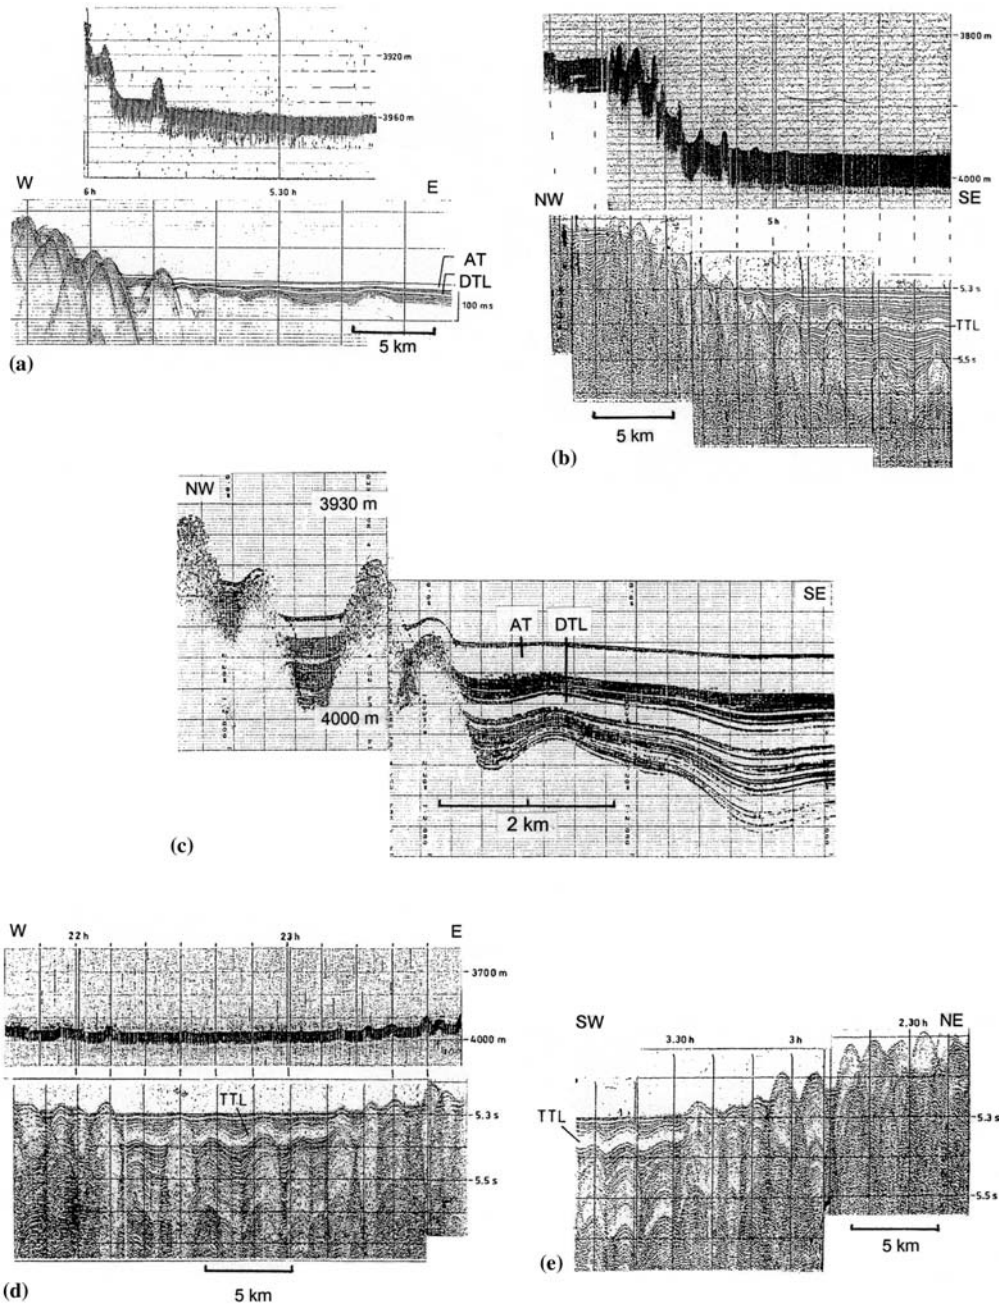 3920 m
3960 m
W
6 h
5.30 h
E
AT
DTL
100 ms
5 km
(a)
3800 m
4000 m
NW
SE
5 h
5.3 s
TTL
5.5 s
5 km
(b)
NW
3930 m
SE
AT
DTL
4000 m
2 km
(c)
W
22 h
23 h
E
3700 m
4000 m
TTL
5.3 s
5.5 s
5 km
(d)
SW
3.30 h
3 h
2.30 h
NE
TTL
5.3 s
5.5 s
5 km
(e)